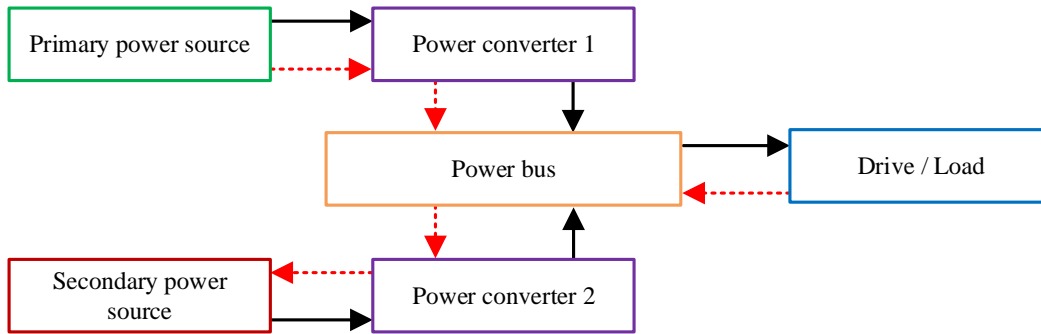 Primary power source
Power converter 1
Power bus
Drive / Load
Secondary power
source
Power converter 2